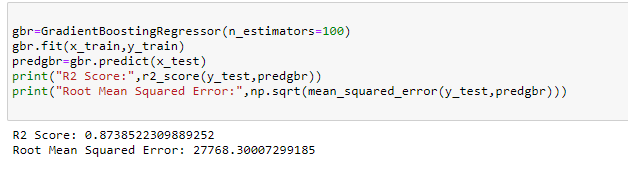 gbr=GradientBoostingRegressor(n_estimators=100)
gbr.fit(x_train,y_train)
predgbr=gbr.predict(x_test)
print("R2 Score:",r2_score(y_test,predgbr))
print("Root Mean Squared Error:",np.sqrt(mean_squared_error(y_test,predgbr)))
R2 Score: 0.8738522309889252
Root Mean Squared Error: 27768.30007299185